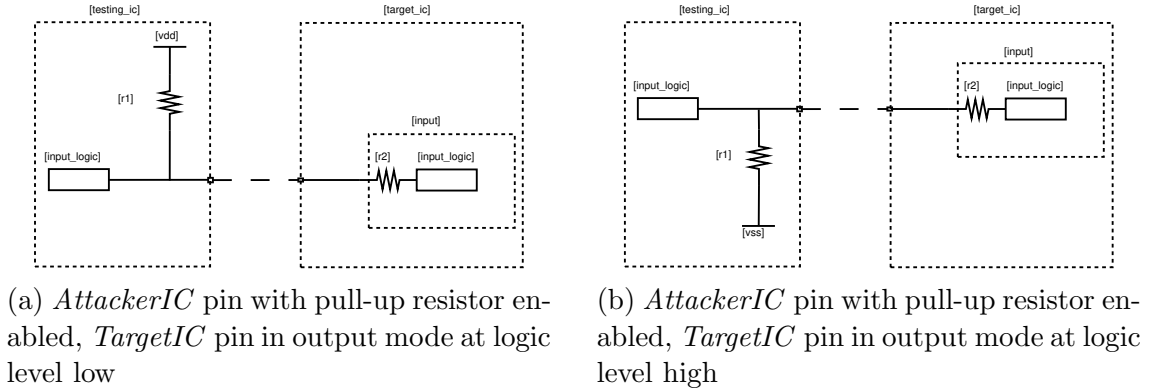 [testing_ic]
[target_ic]
[vdd]
[r1]
[input]
[input_logic]
[r2]
[input_logic]
(a) AttackerIC pin with pull-up resistor en-
abled, TargetIC pin in output mode at logic
level low
[testing_ic]
[target_ic]
[input]
[input_logic]
[r2]
[input_logic]
[r1]
[vss]
(b) AttackerIC pin with pull-up resistor en-
abled, TargetIC pin in output mode at logic
level high